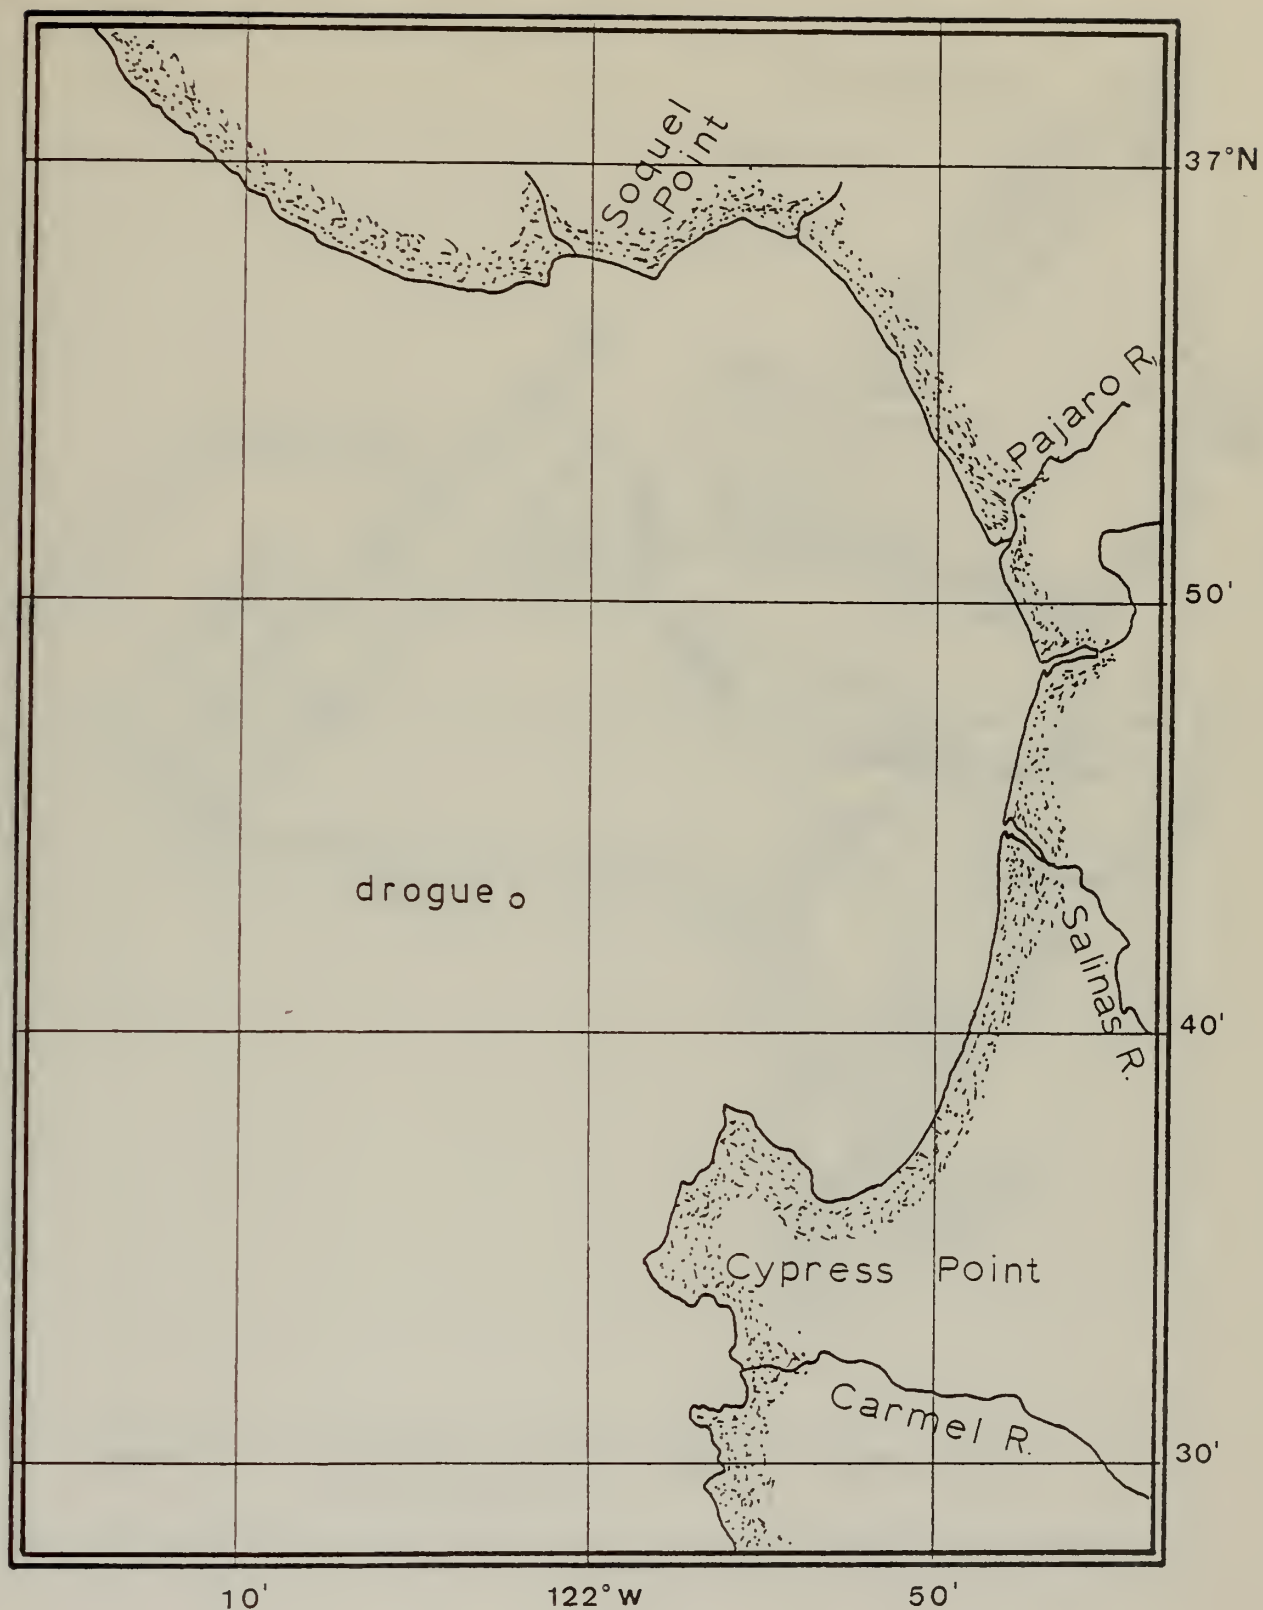 Soquel
Point
37°N
Pajaro R.
50'
drogue
40'
Salinas R.
Cypress Point
Carmel R.
30'
10'
122°W
50'